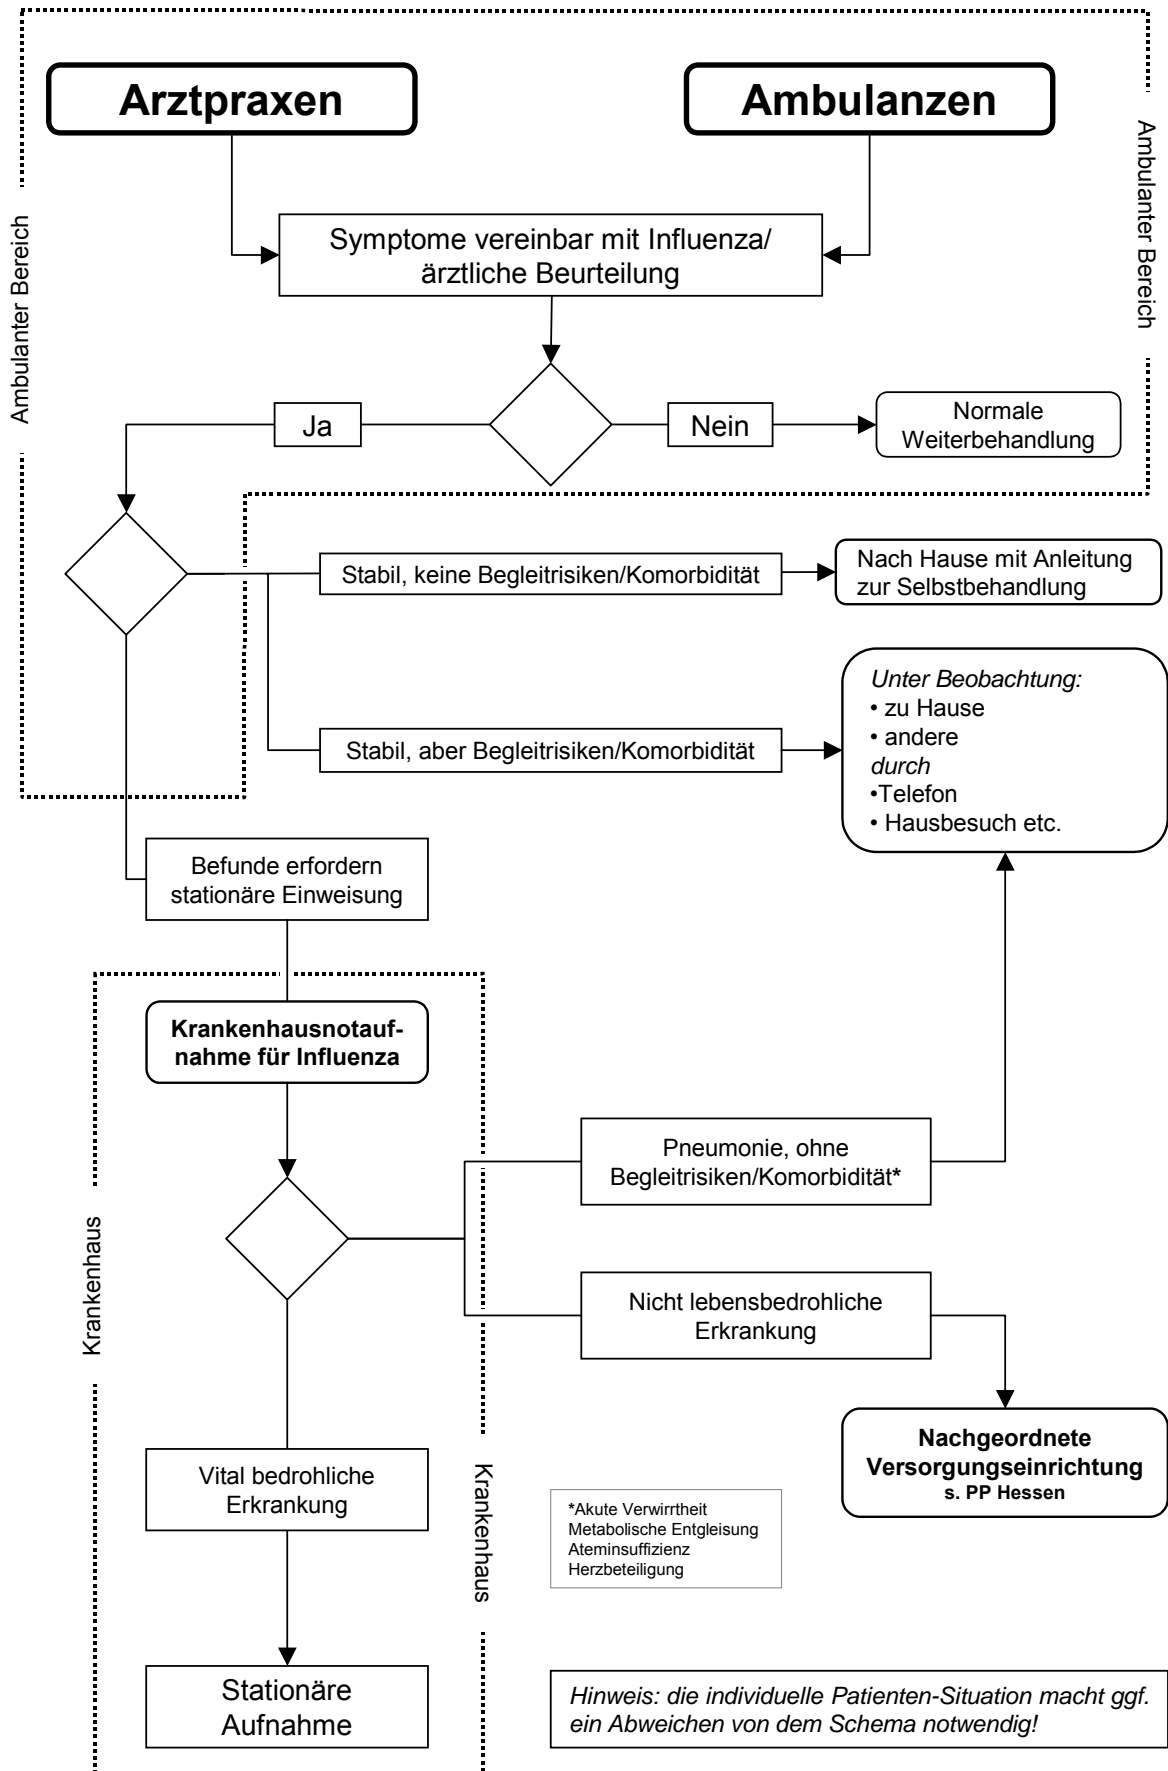 Arztpraxen
Ambulanzen
Ambulanter Bereich
Ambulanter Bereich
Symptome vereinbar mit Influenza/
ärztliche Beurteilung
Ja
Nein
Normale
Weiterbehandlung
Stabil, keine Begleitrisiken/Komorbidität
Nach Hause mit Anleitung
zur Selbstbehandlung
Stabil, aber Begleitrisiken/Komorbidität
Unter Beobachtung:
• zu Hause
• andere
durch
•Telefon
• Hausbesuch etc.
Befunde erfordern
stationäre Einweisung
Krankenhausnotauf-
nahme für Influenza
Krankenhaus
Krankenhaus
Pneumonie, ohne
Begleitrisiken/Komorbidität*
Nicht lebensbedrohliche
Erkrankung
Nachgeordnete
Versorgungseinrichtung
s. PP Hessen
Vital bedrohliche
Erkrankung
*Akute Verwirrtheit
Metabolische Entgleisung
Ateminsuffizienz
Herzbeteiligung
Stationäre
Aufnahme
Hinweis: die individuelle Patienten-Situation macht ggf.
ein Abweichen von dem Schema notwendig!